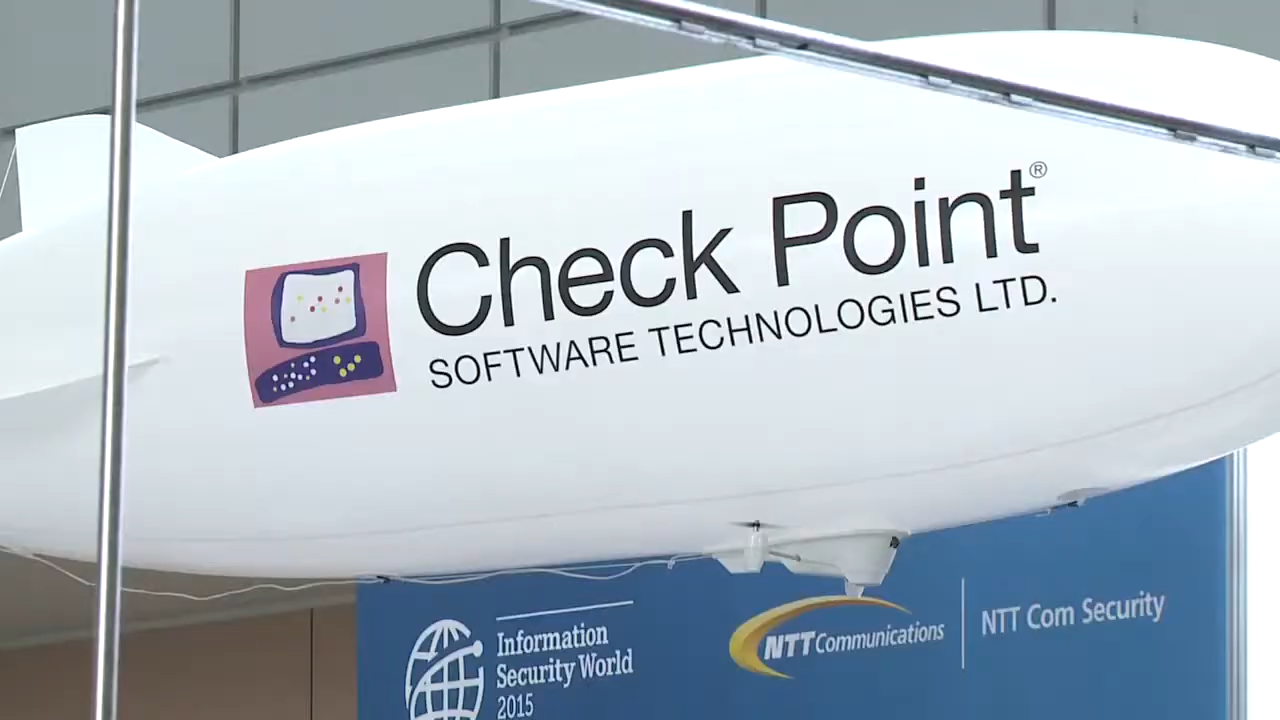 Check Point®
SOFTWARE TECHNOLOGIES LTD.
Information
Security World
2015
NTT Communications
NTT Com Security